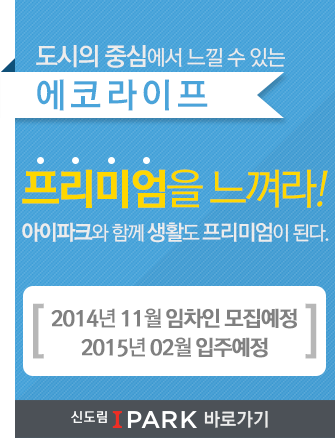 도시의 중심에서 느낄 수 있는
에코라이프
프리미엄을 느껴라!
아이파크와 함께 생활도 프리미엄이 된다.
[ 2014년 11월 임차인 모집예정
2015년 02월 입주예정 ]
신도림 IPARK 바로가기